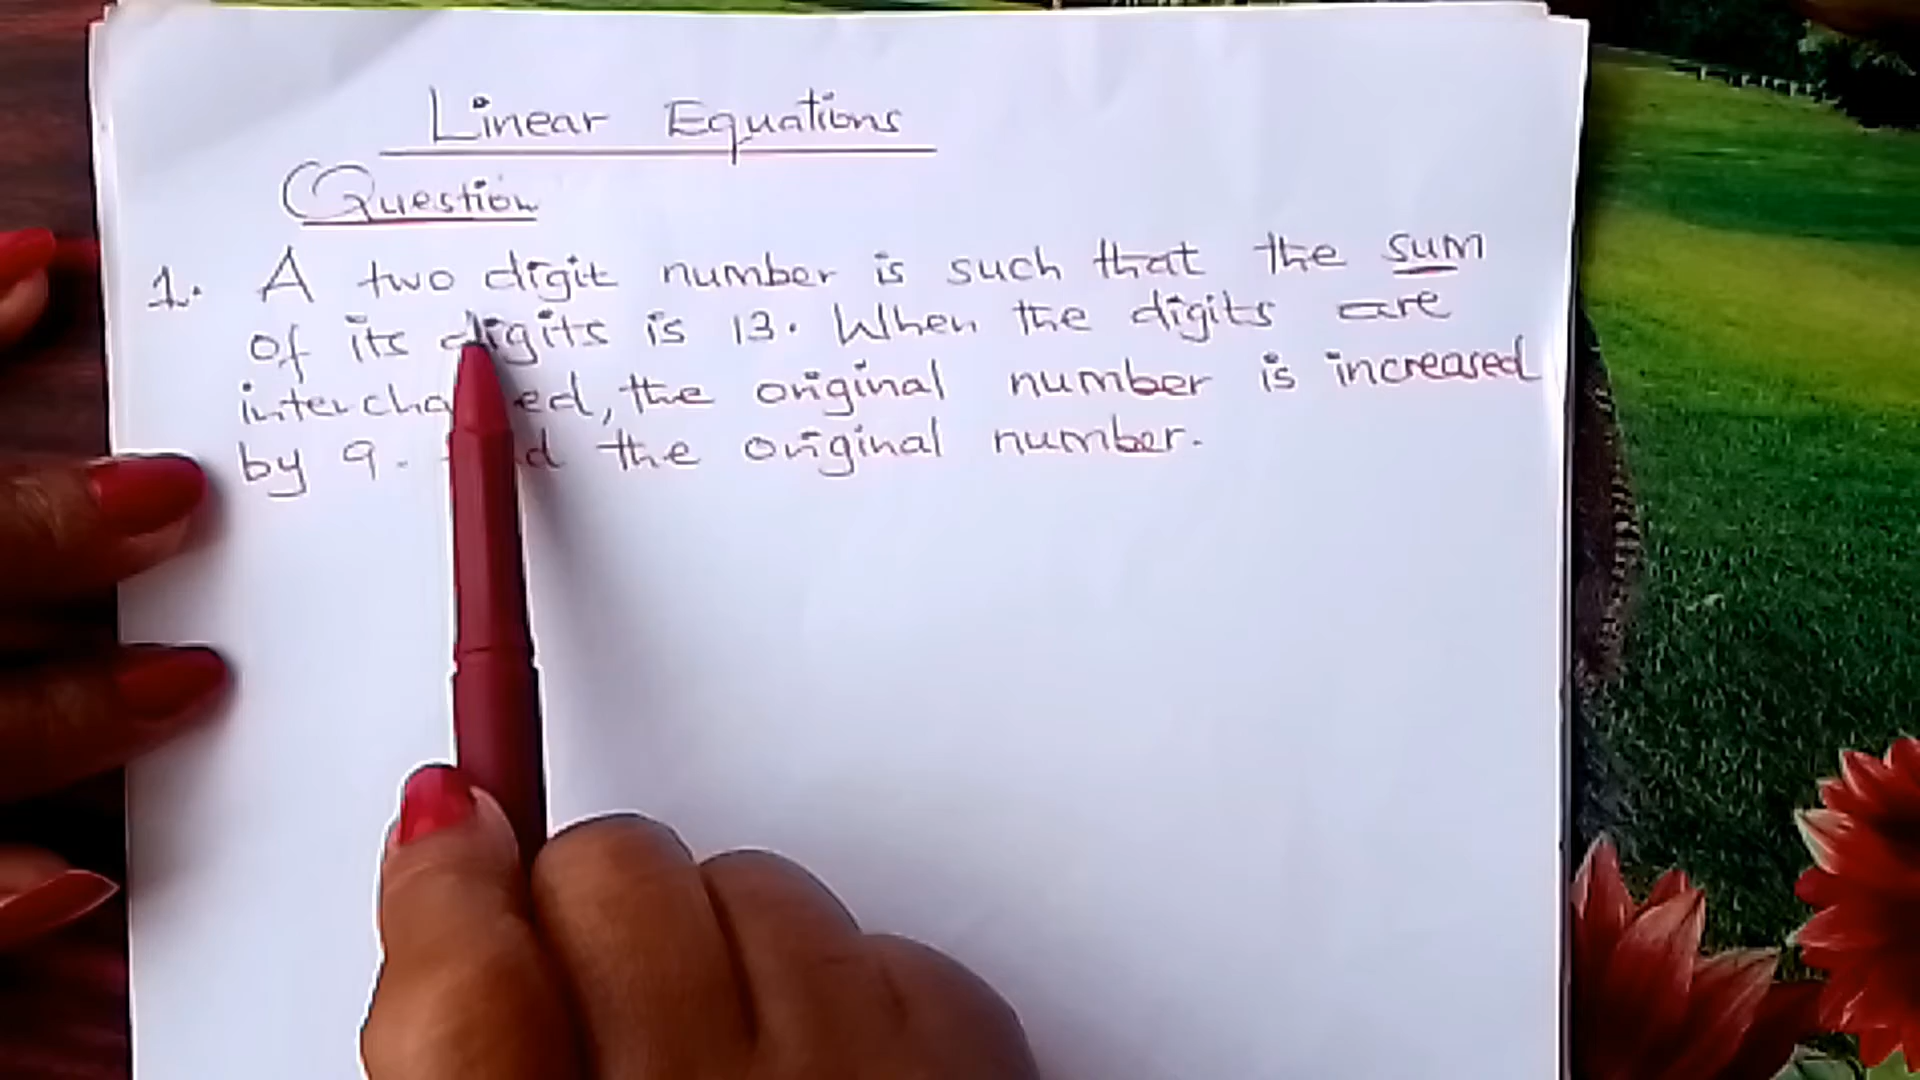 Linear Equations
Question
1. A two digit number is such that the sum
of its digits is 13. When the digits are
the original number is increased
by 9. the original number.